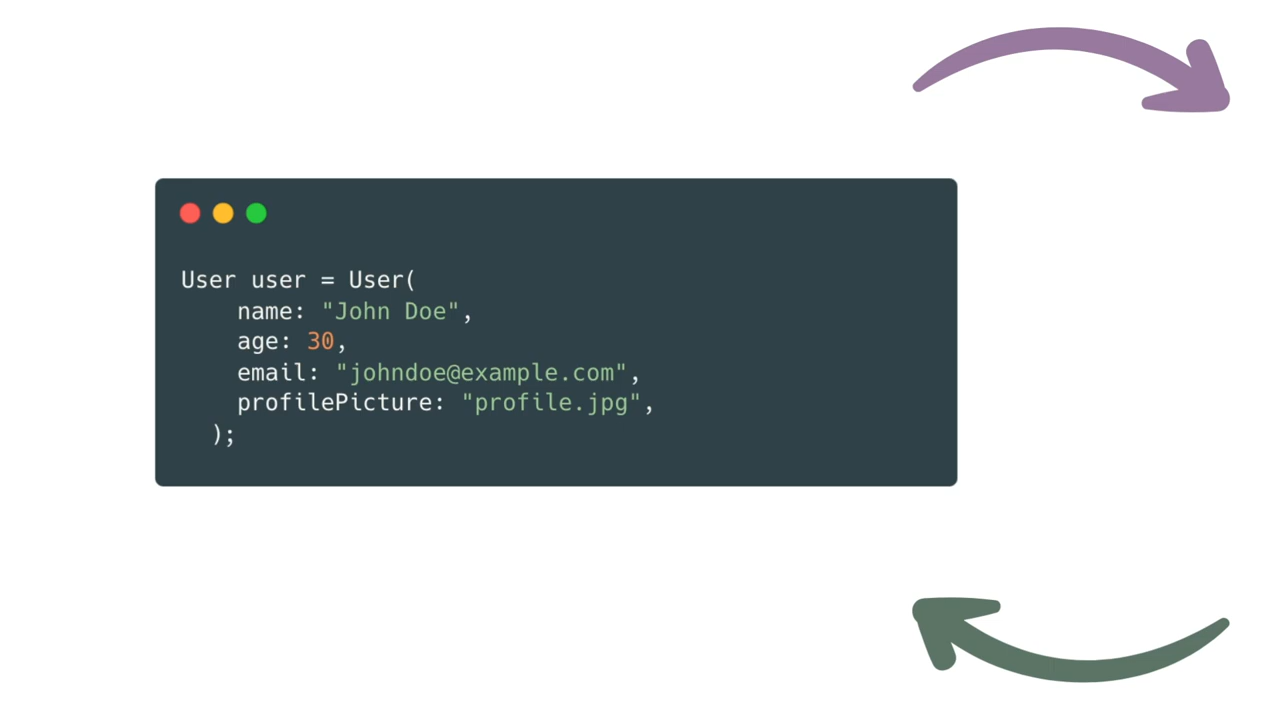 User user = User(
    name: "John Doe",
    age: 30,
    email: "johndoe@example.com",
    profilePicture: "profile.jpg",
  );